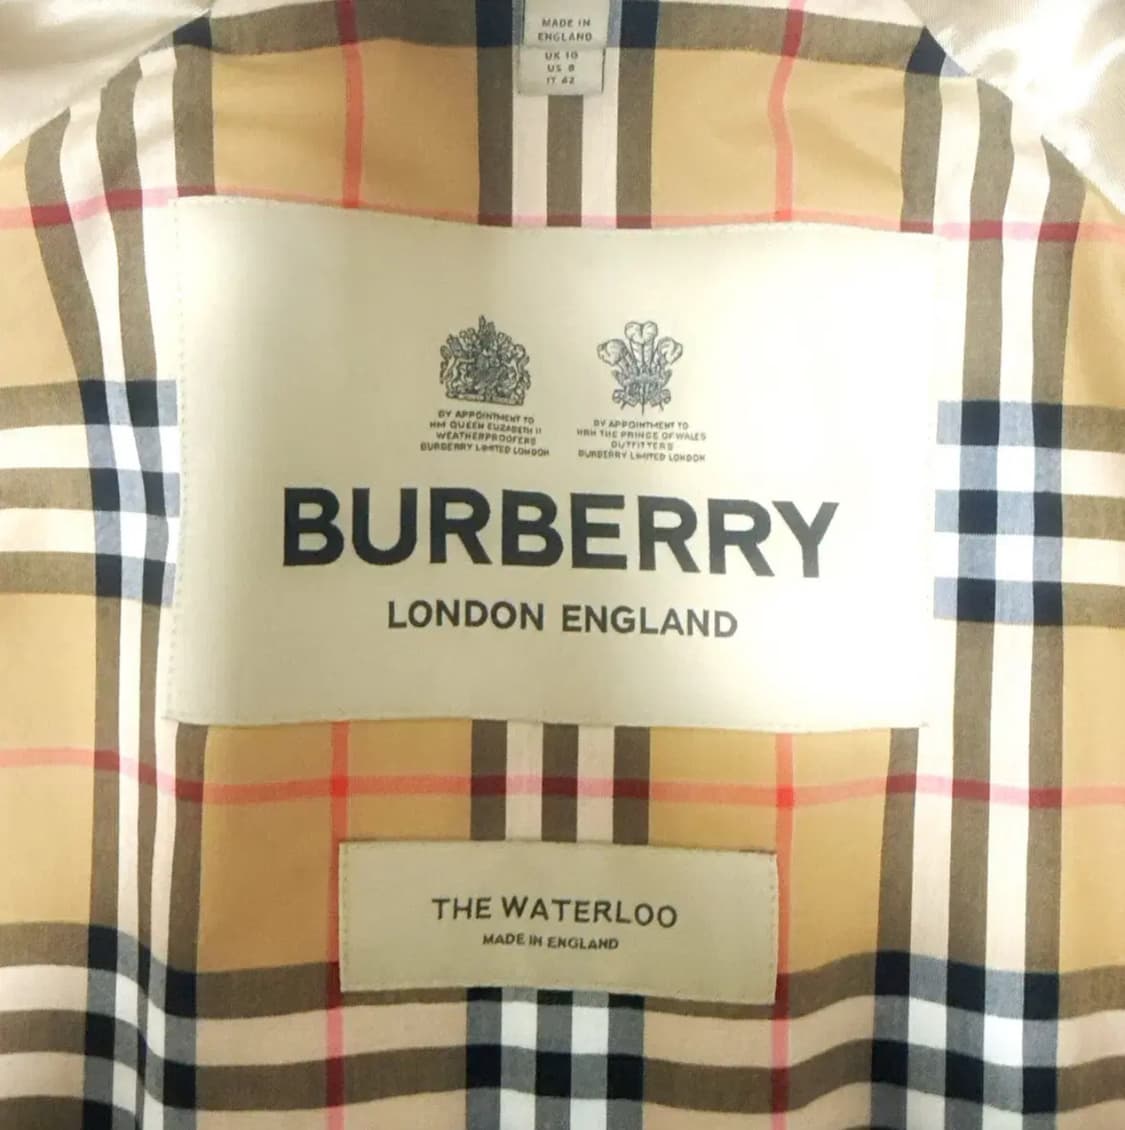 MADE IN
ENGLAND
UK 10
US 8
IT 42
BY APPOINTMENT TO
HM QUEEN ELIZABETH II
WEATHERPROOFERS
BURBERRY LIMITED LONDON
BY APPOINTMENT TO
HRH THE PRINCE OF WALES
OUTFITTERS
BURBERRY LIMITED LONDON
BURBERRY
LONDON ENGLAND
THE WATERLOO
MADE IN ENGLAND